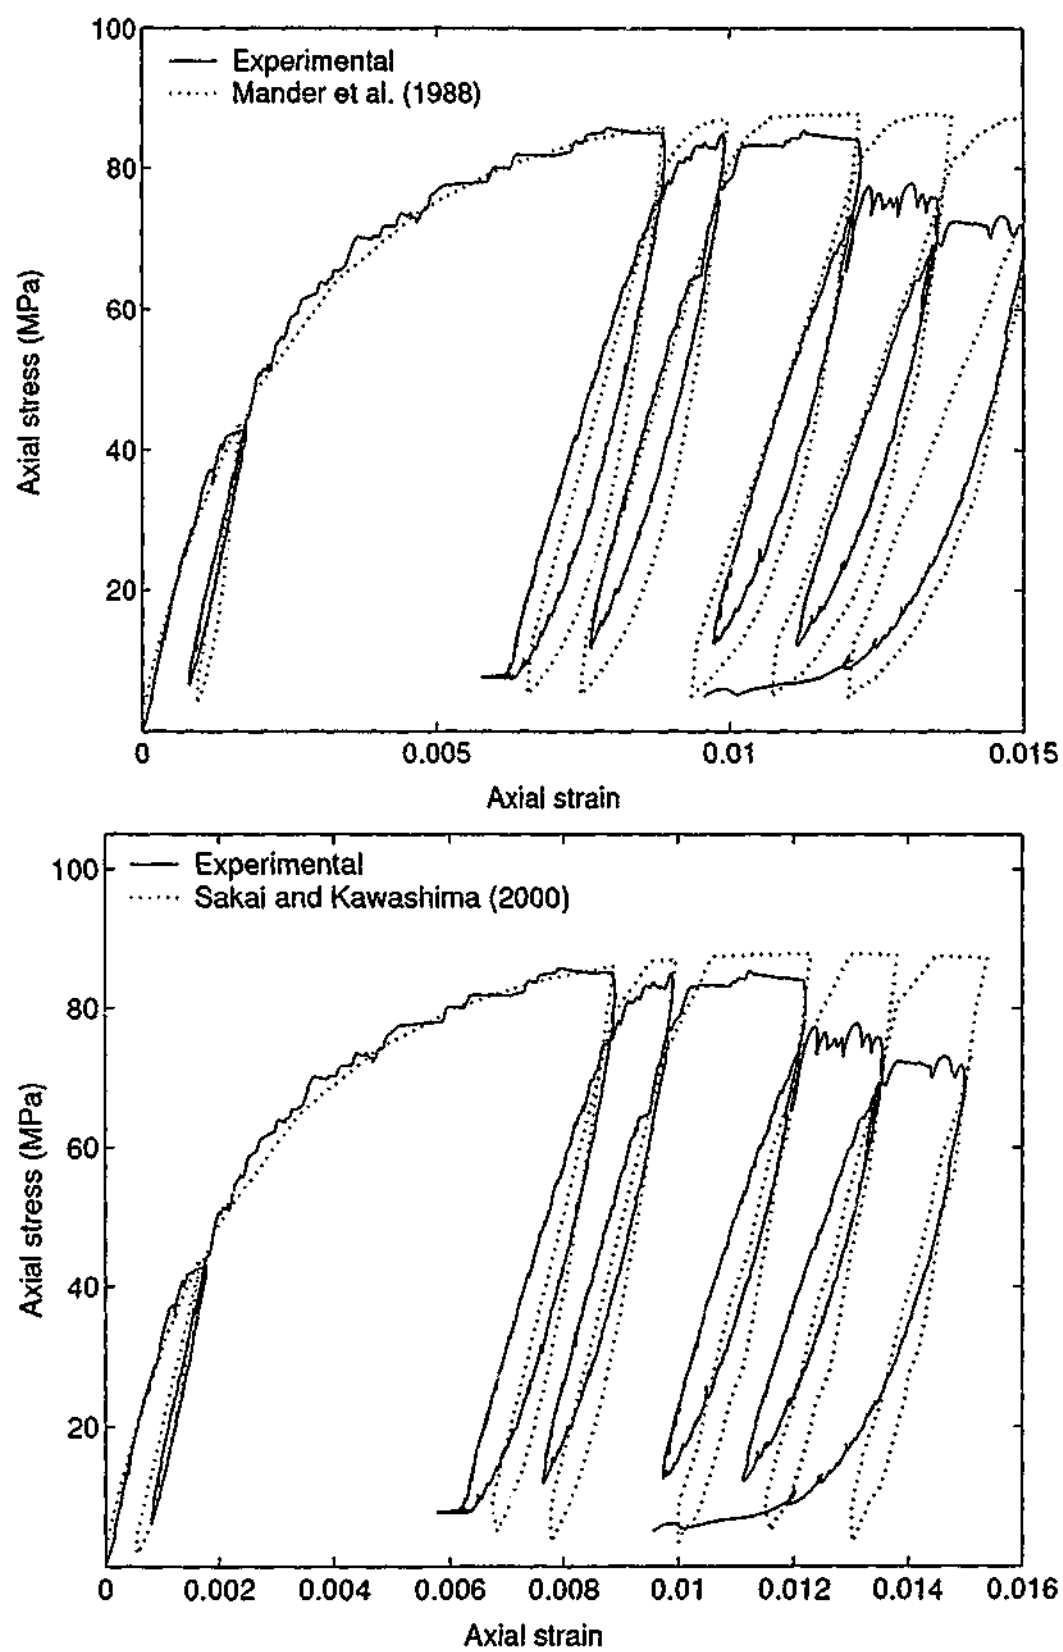 100
Experimental
Mander et al. (1988)
80
60
40
20
Axial stress (MPa)
0 0.005 0.01 0.015
Axial strain
100
Experimental
Sakai and Kawashima (2000)
80
60
40
20
Axial stress (MPa)
0 0.002 0.004 0.006 0.008 0.01 0.012 0.014 0.016
Axial strain